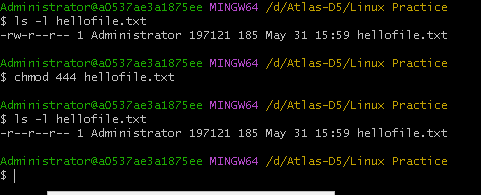 Administrator@a0537ae3a1875ee MINGW64 /d/Atlas-D5/Linux Practice
$ ls -l hellofile.txt
-rw-r--r-- 1 Administrator 197121 185 May 31 15:59 hellofile.txt
Administrator@a0537ae3a1875ee MINGW64 /d/Atlas-D5/Linux Practice
$ chmod 444 hellofile.txt
Administrator@a0537ae3a1875ee MINGW64 /d/Atlas-D5/Linux Practice
$ ls -l hellofile.txt
-r--r--r-- 1 Administrator 197121 185 May 31 15:59 hellofile.txt
Administrator@a0537ae3a1875ee MINGW64 /d/Atlas-D5/Linux Practice
$